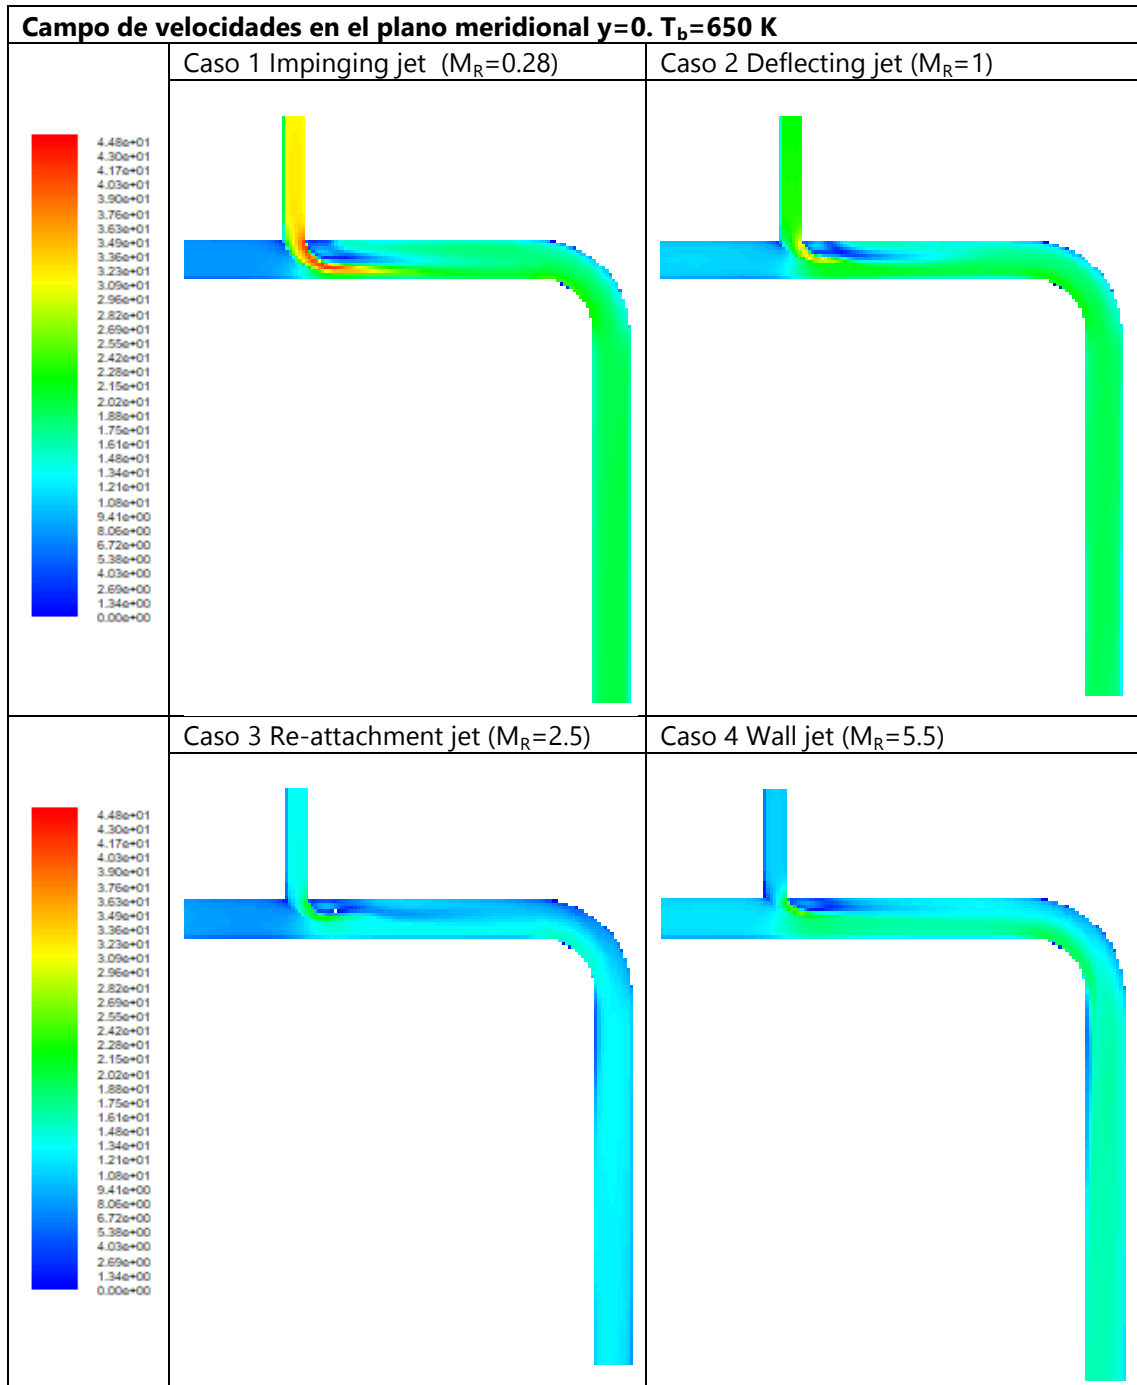 Campo de velocidades en el plano meridional y=0. Tb=650 K
Caso 1 Impinging jet (MR=0.28)
Caso 2 Deflecting jet (MR=1)
4.48e+01
4.30e+01
4.17e+01
4.03e+01
3.90e+01
3.76e+01
3.63e+01
3.49e+01
3.36e+01
3.23e+01
3.09e+01
2.96e+01
2.82e+01
2.69e+01
2.55e+01
2.42e+01
2.28e+01
2.15e+01
2.02e+01
1.88e+01
1.75e+01
1.61e+01
1.48e+01
1.34e+01
1.21e+01
1.08e+01
9.41e+00
8.06e+00
6.72e+00
5.38e+00
4.03e+00
2.69e+00
1.34e+00
0.00e+00
Caso 3 Re-attachment jet (MR=2.5)
Caso 4 Wall jet (MR=5.5)
4.48e+01
4.30e+01
4.17e+01
4.03e+01
3.90e+01
3.76e+01
3.63e+01
3.49e+01
3.36e+01
3.23e+01
3.09e+01
2.96e+01
2.82e+01
2.69e+01
2.55e+01
2.42e+01
2.28e+01
2.15e+01
2.02e+01
1.88e+01
1.75e+01
1.61e+01
1.48e+01
1.34e+01
1.21e+01
1.08e+01
9.41e+00
8.06e+00
6.72e+00
5.38e+00
4.03e+00
2.69e+00
1.34e+00
0.00e+00